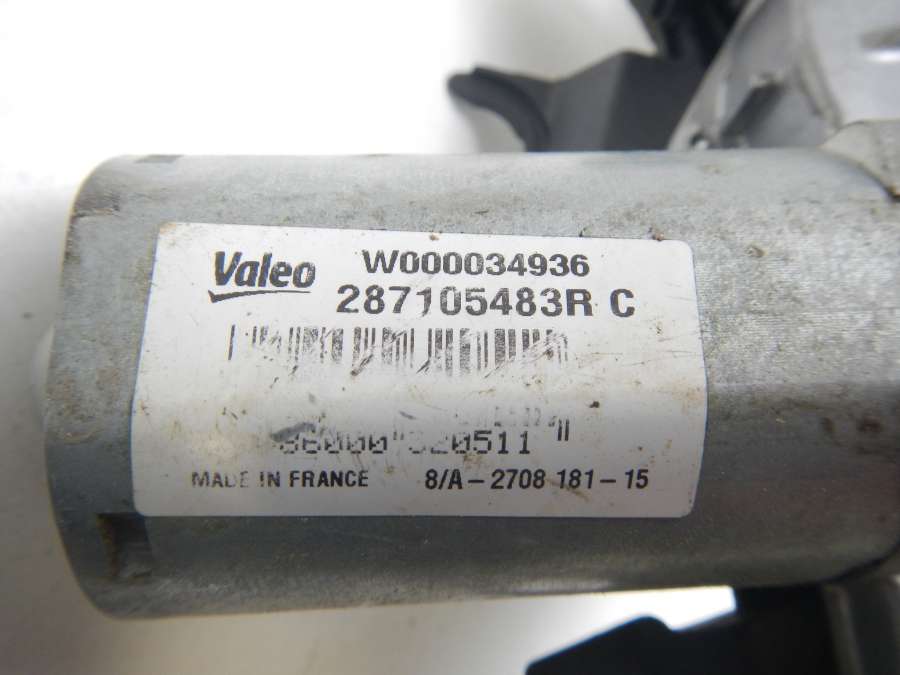 Valeo W000034936
287105483R C
MADE IN FRANCE 8/A-2708 181-15